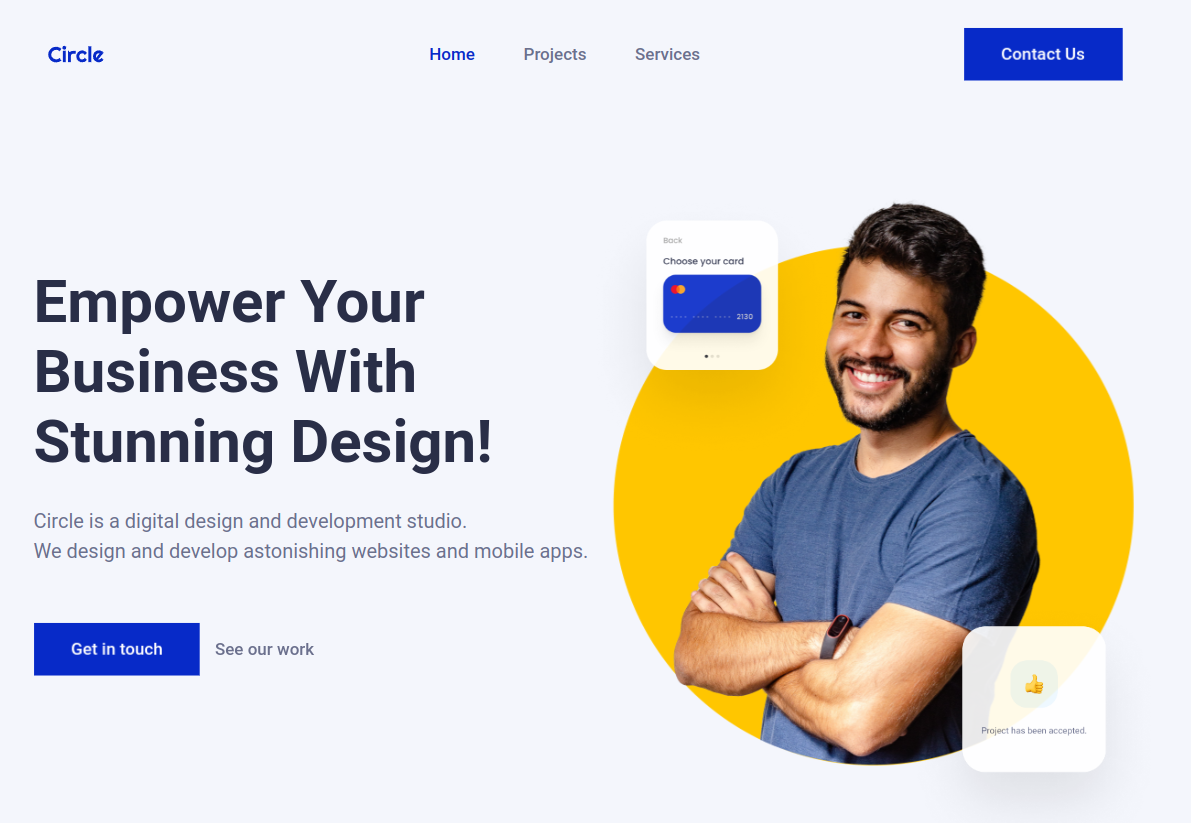 Circle
Home
Projects
Services
Contact Us
Back
Choose your card
2130
Empower Your
Business With
Stunning Design!
Circle is a digital design and development studio.
We design and develop astonishing websites and mobile apps.
Get in touch
See our work
Project has been accepted.